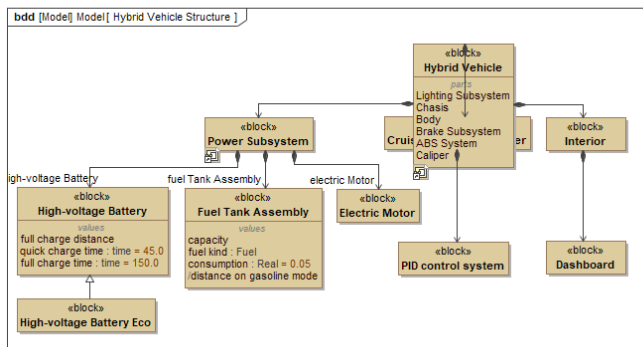 bdd [Model] Model [ Hybrid Vehicle Structure ]
«block»
Hybrid Vehicle
parts
Lighting Subsystem
Chasis
Body
Brake Subsystem
ABS System
Caliper
«block»
Power Subsystem
Cruis
er
«block»
Interior
igh-voltage Battery
fuel Tank Assembly
electric Motor
«block»
High-voltage Battery
values
full charge distance
quick charge time : time = 45.0
full charge time : time = 150.0
«block»
Fuel Tank Assembly
values
capacity
fuel kind : Fuel
consumption : Real = 0.05
/distance on gasoline mode
«block»
Electric Motor
«block»
PID control system
«block»
Dashboard
«block»
High-voltage Battery Eco